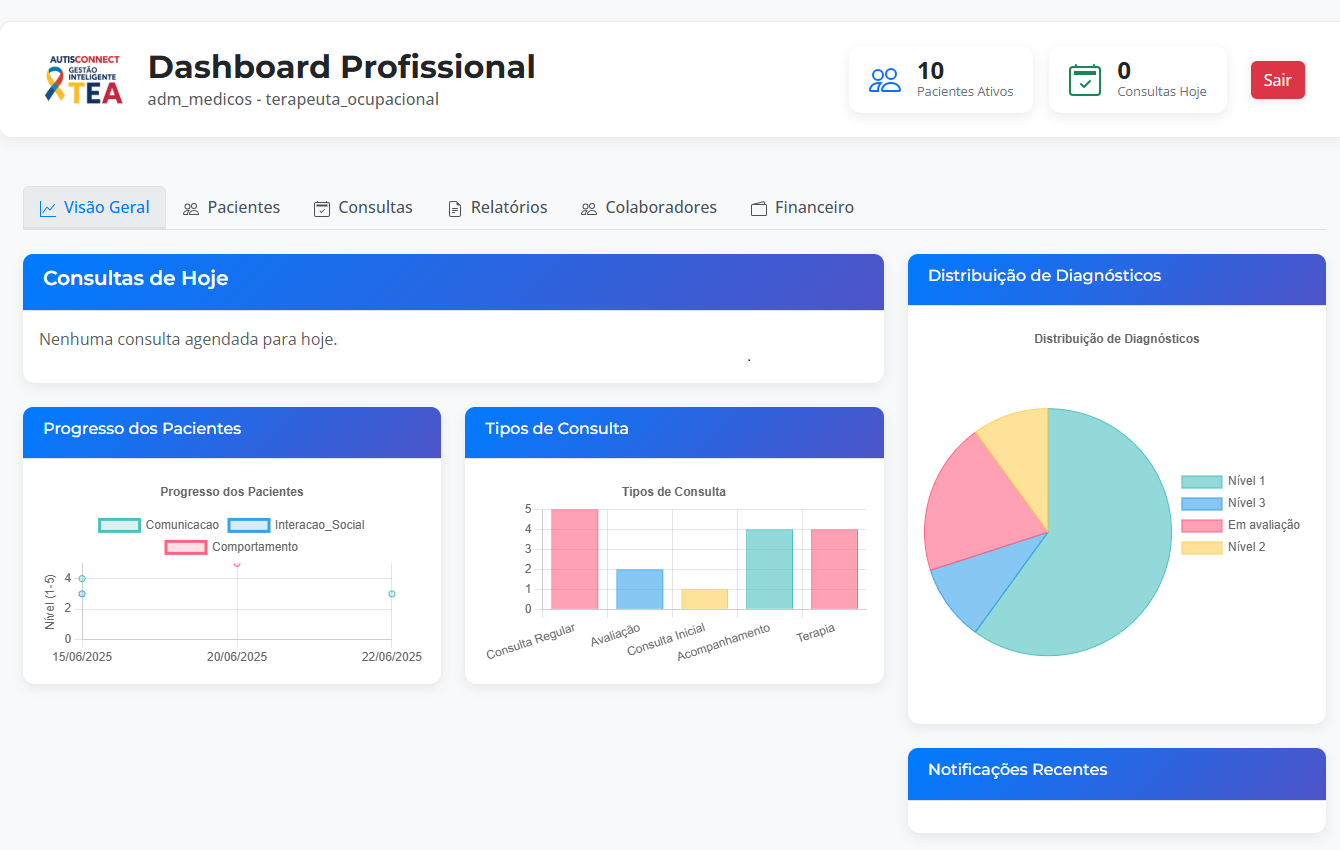 AUTISCONNECT
GESTÃO
INTELIGENTE
TEA
Dashboard Profissional
adm_medicos - terapeuta_ocupacional
10
Pacientes Ativos
0
Consultas Hoje
Sair
Visão Geral
Pacientes
Consultas
Relatórios
Colaboradores
Financeiro
Consultas de Hoje
Nenhuma consulta agendada para hoje.
.
Progresso dos Pacientes
Progresso dos Pacientes
Comunicacao
Interacao_Social
Comportamento
Nível (1-5)
4
2
0
15/06/2025
20/06/2025
22/06/2025
Tipos de Consulta
Tipos de Consulta
5
4
3
2
1
0
Consulta Regular
Avaliação
Consulta Inicial
Acompanhamento
Terapia
Distribuição de Diagnósticos
Distribuição de Diagnósticos
Nível 1
Nível 3
Em avaliação
Nível 2
Notificações Recentes